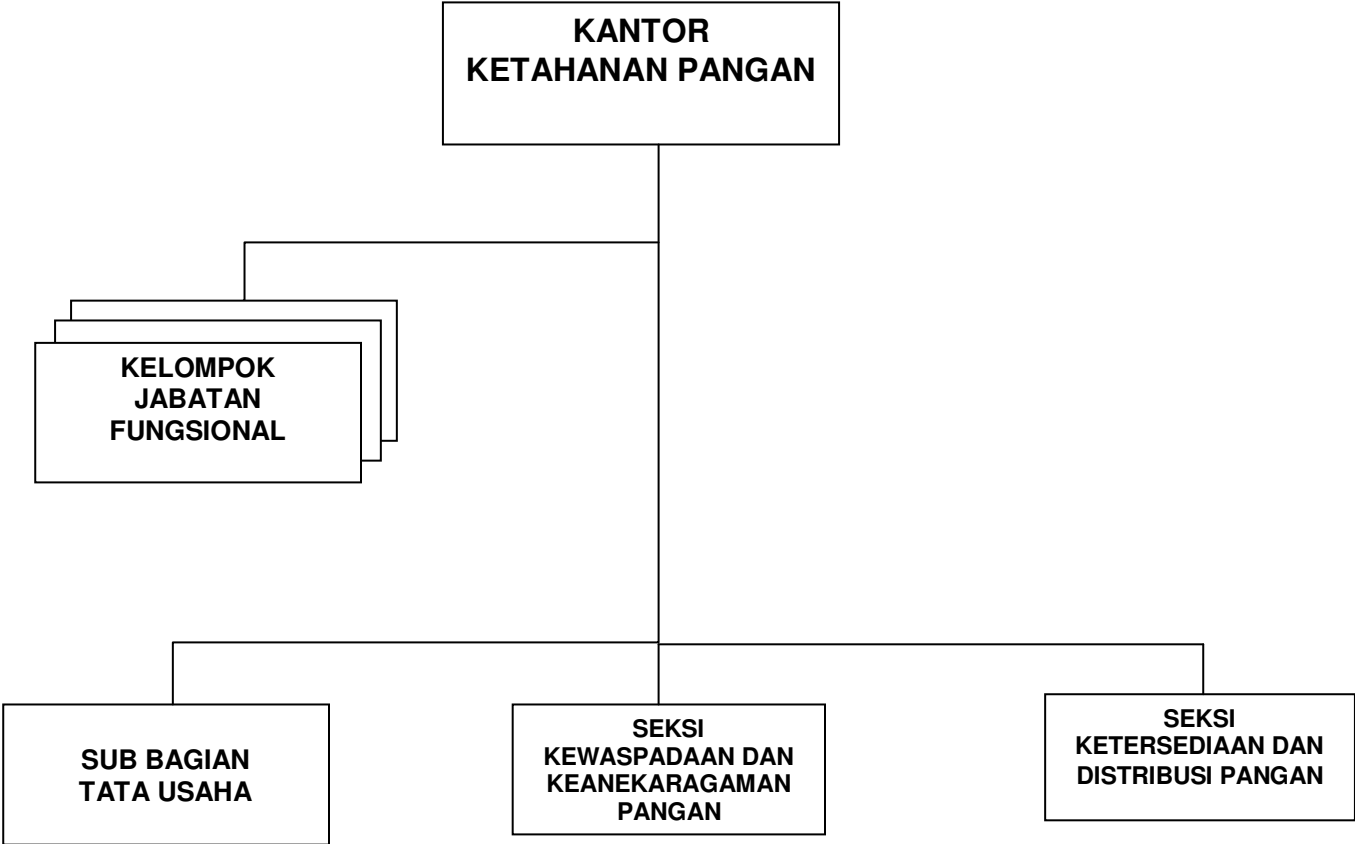 KANTOR
KETAHANAN PANGAN
KELOMPOK
JABATAN
FUNGSIONAL
SUB BAGIAN
TATA USAHA
SEKSI
KEWASPADAAN DAN
KEANEKARAGAMAN
PANGAN
SEKSI
KETERSEDIAAN DAN
DISTRIBUSI PANGAN